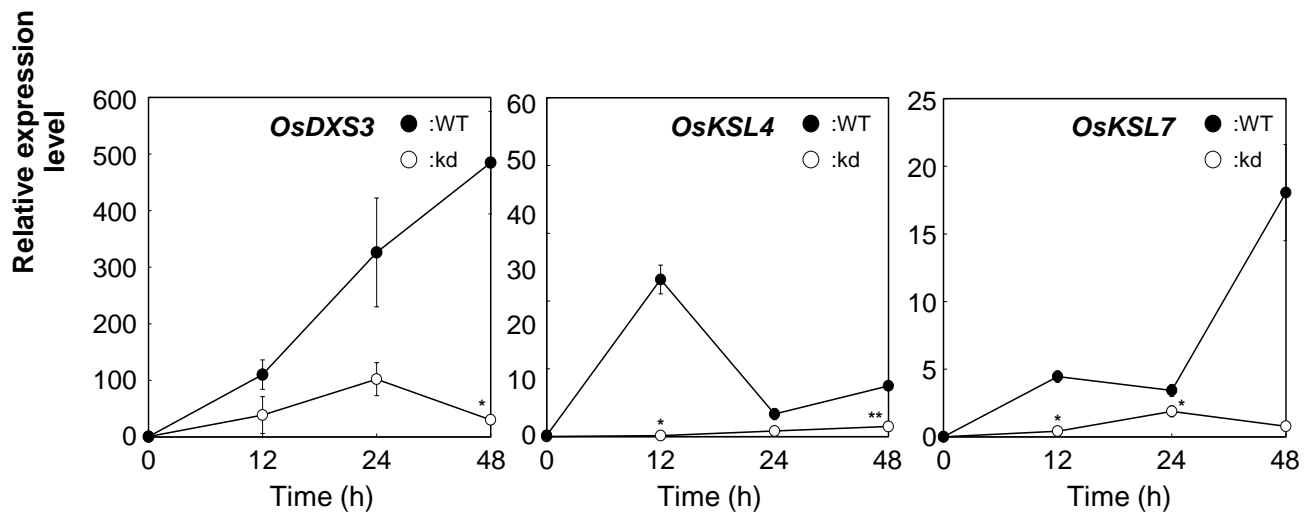 Relative expression
level
OsDXS3
:WT
:kd
600
500
400
300
200
100
0
*
0 12 24 48
Time (h)
OsKSL4
:WT
:kd
60
50
40
30
20
10
0
* **
0 12 24 48
Time (h)
OsKSL7
:WT
:kd
25
20
15
10
5
0
* *
0 12 24 48
Time (h)